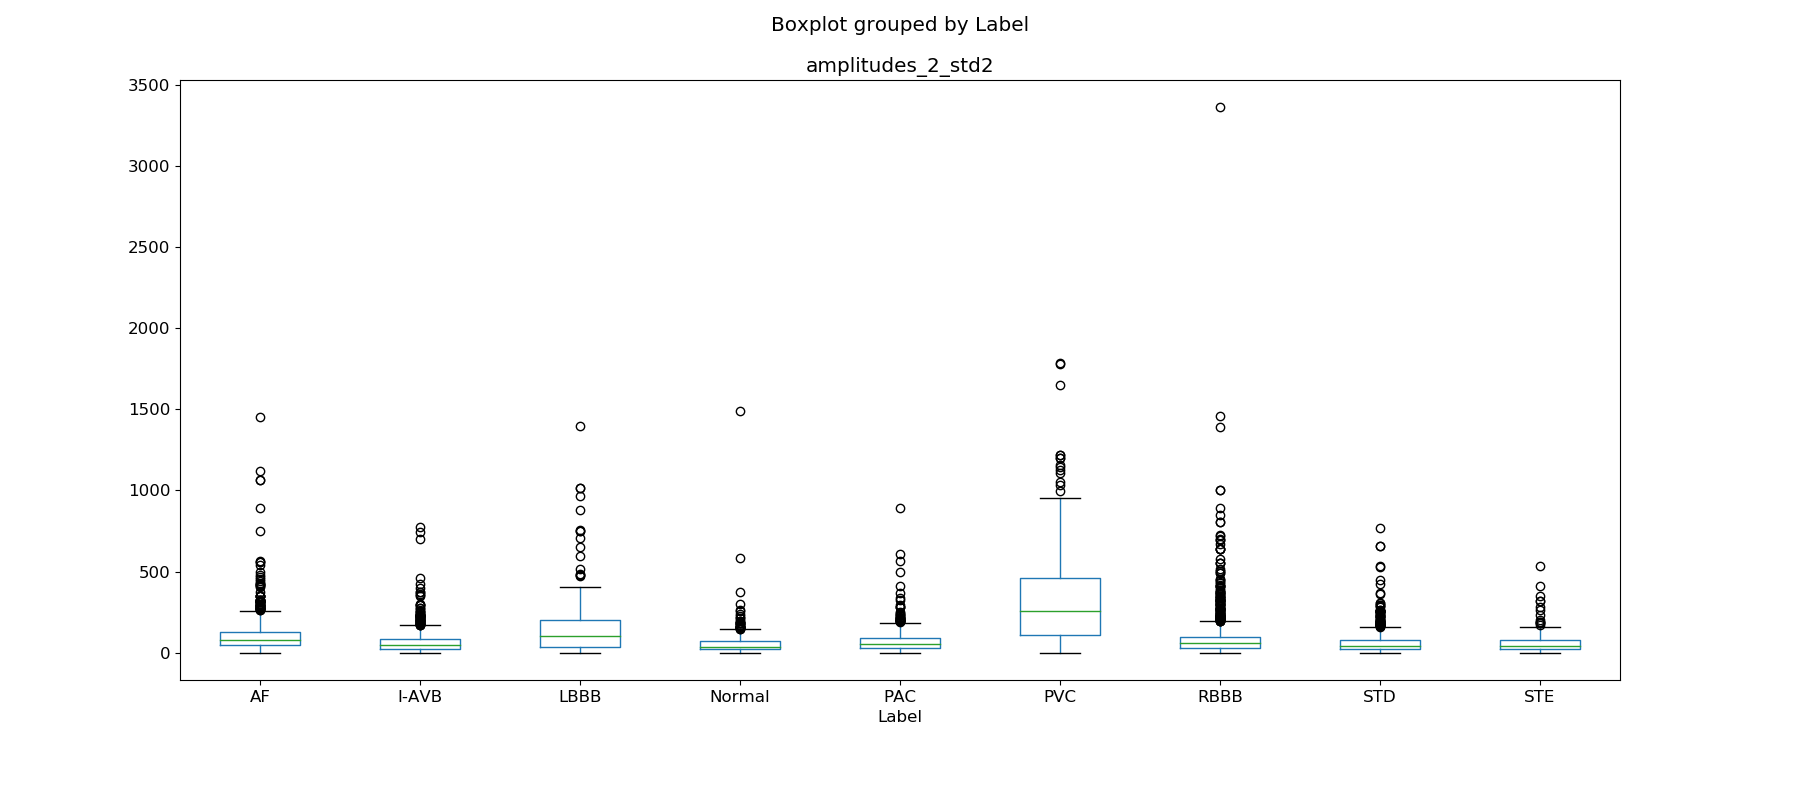 Boxplot grouped by Label
amplitudes_2_std2
3500
3000
2500
2000
1500
1000
500
0
AF I-AVB LBBB Normal PAC PVC RBBB STD STE
Label